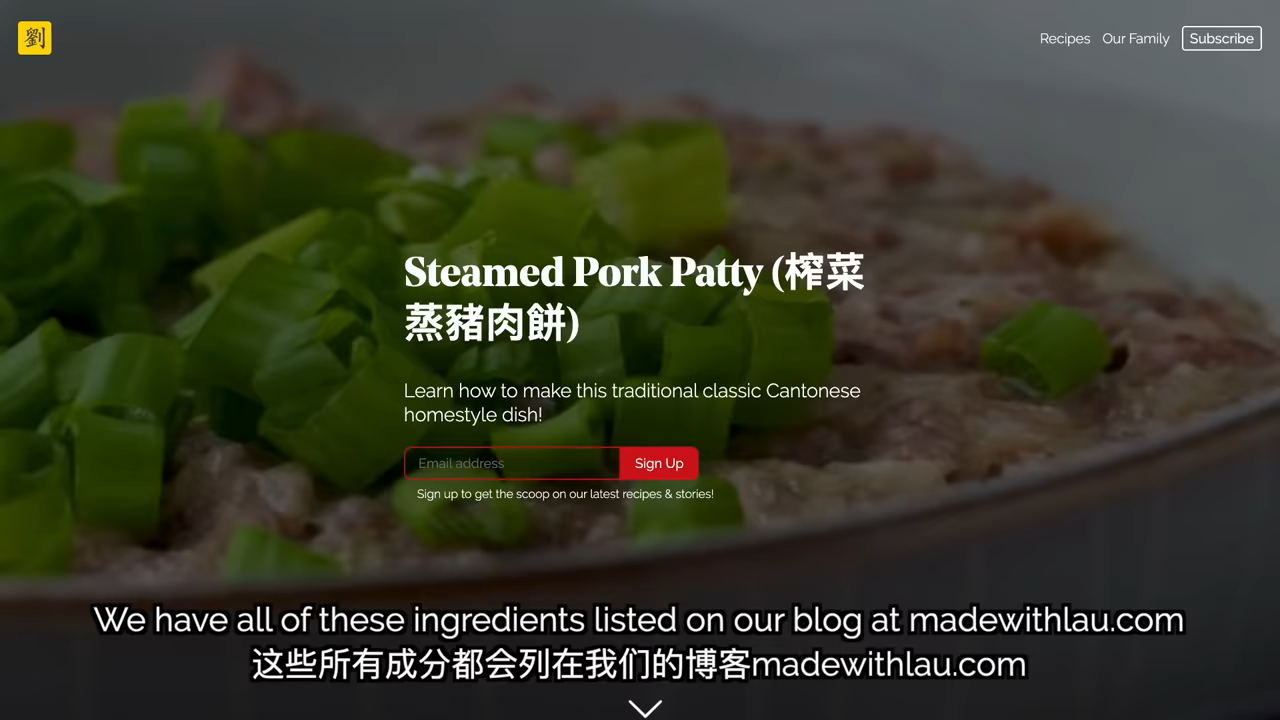 劉
Recipes Our Family Subscribe
Steamed Pork Patty (榨菜
蒸豬肉餅)
Learn how to make this traditional classic Cantonese
homestyle dish!
Email address Sign Up
Sign up to get the scoop on our latest recipes & stories!
We have all of these ingredients listed on our blog at madewithlau.com
这些所有成分都会列在我们的博客madewithlau.com